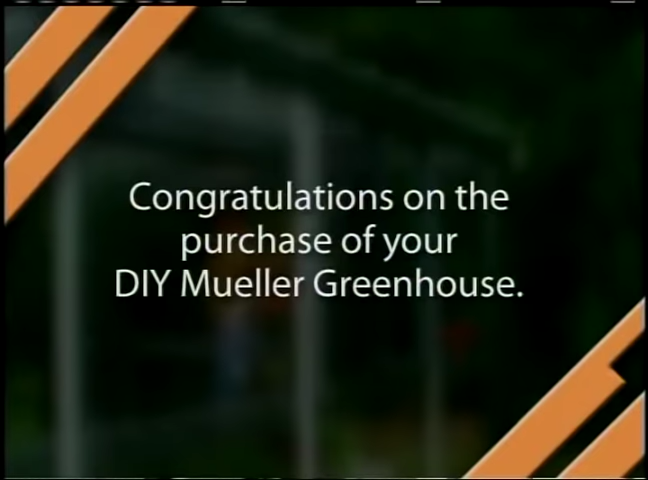 Congratulations on the
purchase of your
DIY Mueller Greenhouse.